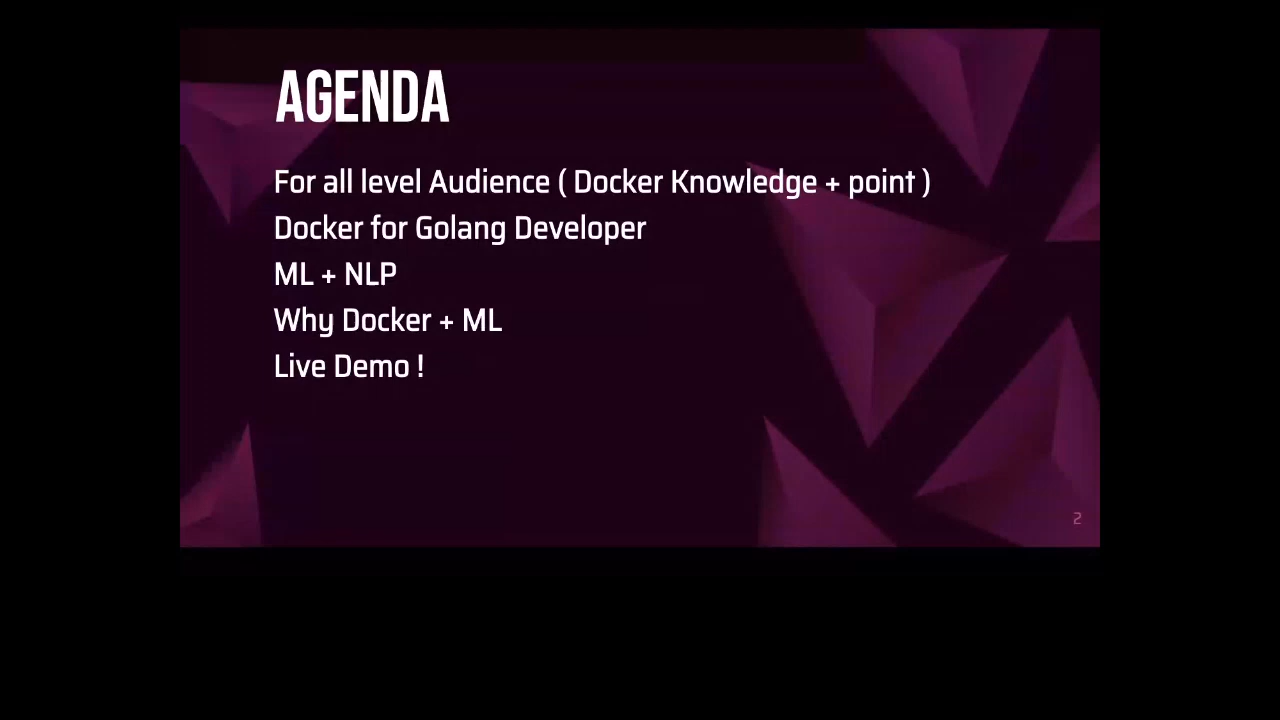 AGENDA
For all level Audience ( Docker Knowledge + point )
Docker for Golang Developer
ML + NLP
Why Docker + ML
Live Demo !
2